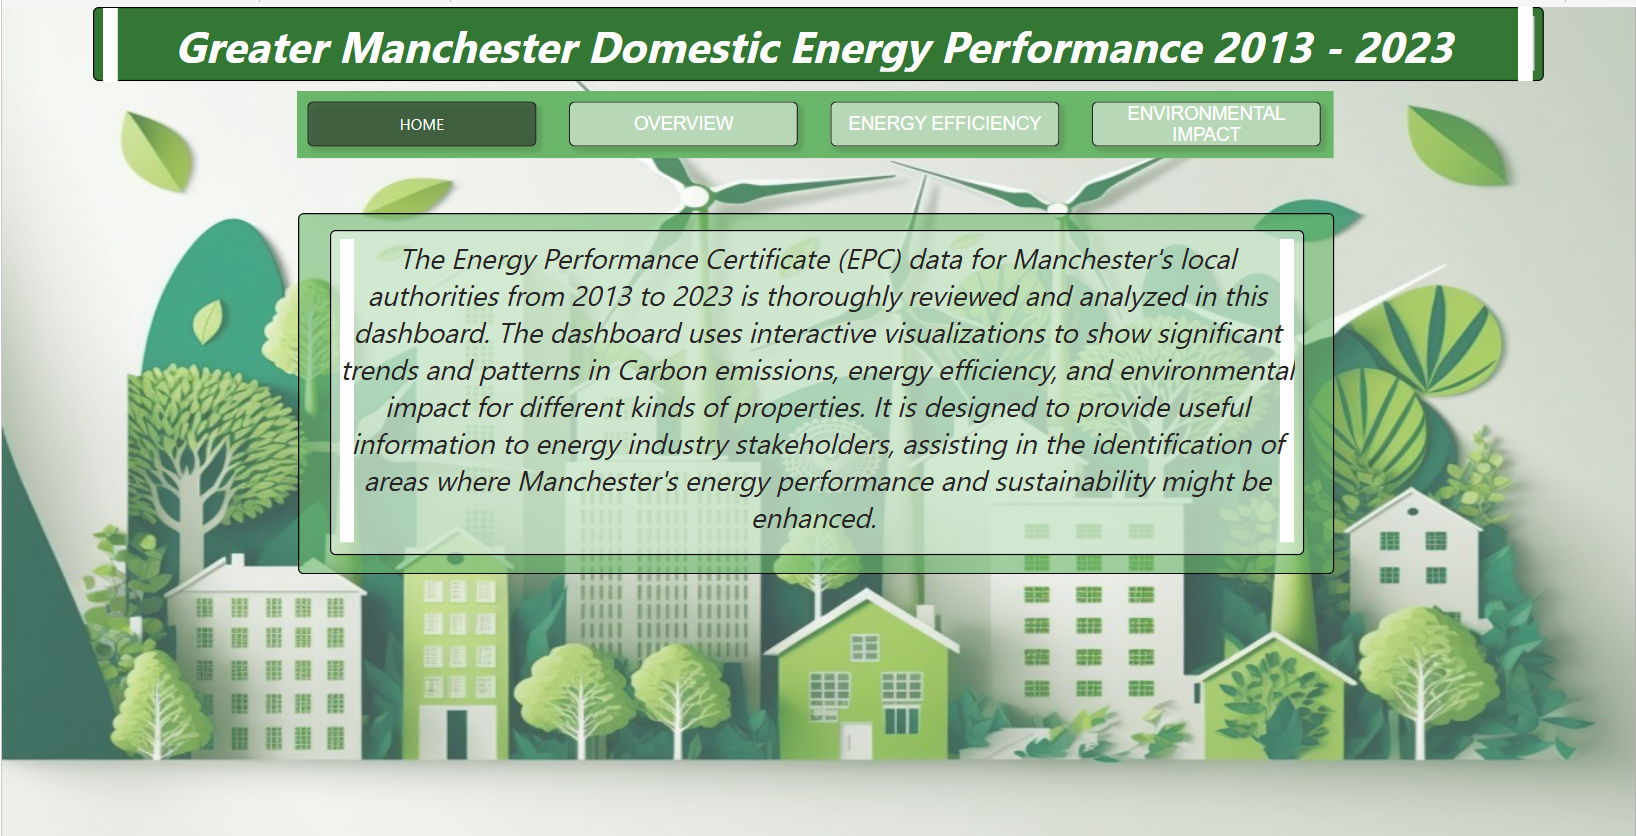 Greater Manchester Domestic Energy Performance 2013 - 2023
HOME
OVERVIEW
ENERGY EFFICIENCY
ENVIRONMENTAL
IMPACT
The Energy Performance Certificate (EPC) data for Manchester's local
authorities from 2013 to 2023 is thoroughly reviewed and analyzed in this
dashboard. The dashboard uses interactive visualizations to show significant
trends and patterns in Carbon emissions, energy efficiency, and environmental
impact for different kinds of properties. It is designed to provide useful
information to energy industry stakeholders, assisting in the identification of
areas where Manchester's energy performance and sustainability might be
enhanced.